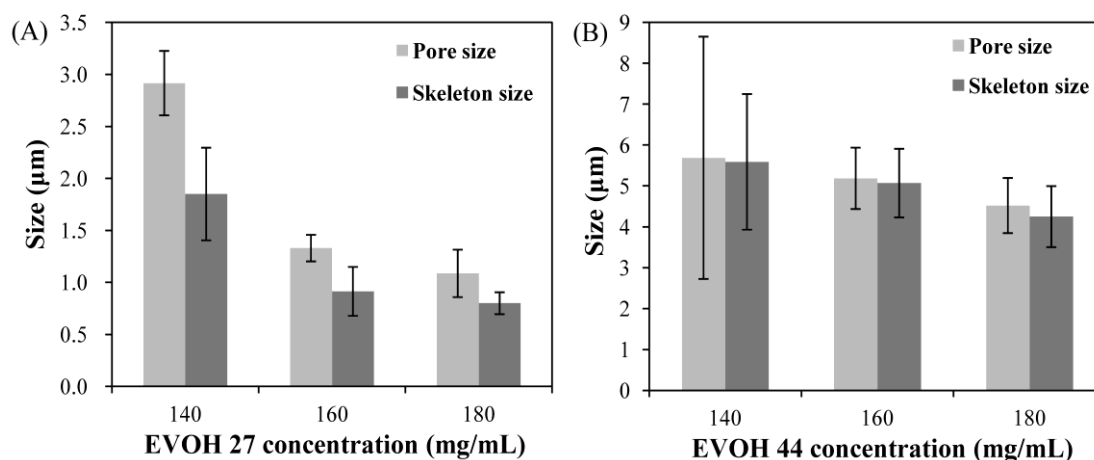 (A)
Size (μm)
3.5
3.0
2.5
2.0
1.5
1.0
0.5
0.0
Pore size
Skeleton size
140
160
180
EVOH 27 concentration (mg/mL)
(B)
Size (μm)
9
8
7
6
5
4
3
2
1
0
Pore size
Skeleton size
140
160
180
EVOH 44 concentration (mg/mL)